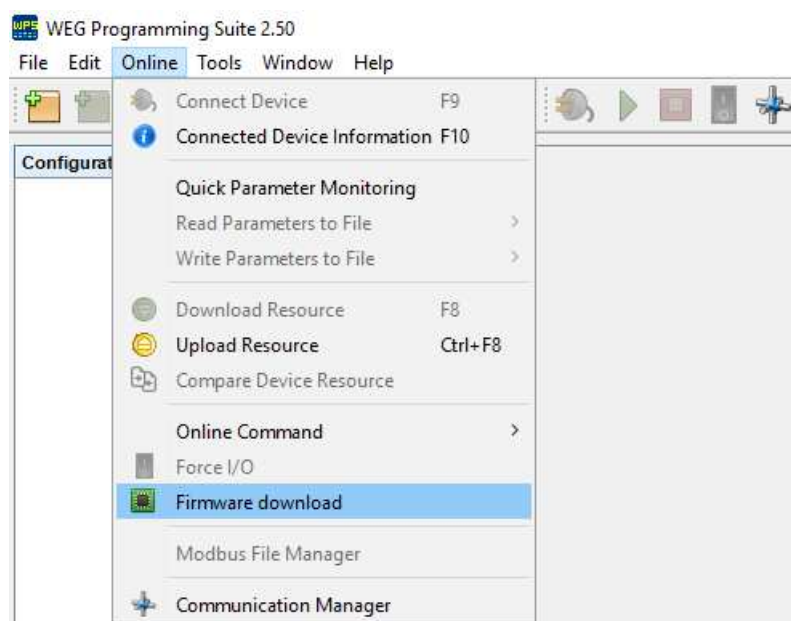 WPS WEG Programming Suite 2.50
File Edit Online Tools Window Help
Connect Device F9
Connected Device Information F10
Configurat
Quick Parameter Monitoring
Read Parameters to File
Write Parameters to File
Download Resource F8
Upload Resource Ctrl+F8
Compare Device Resource
Online Command
Force I/O
Firmware download
Modbus File Manager
Communication Manager